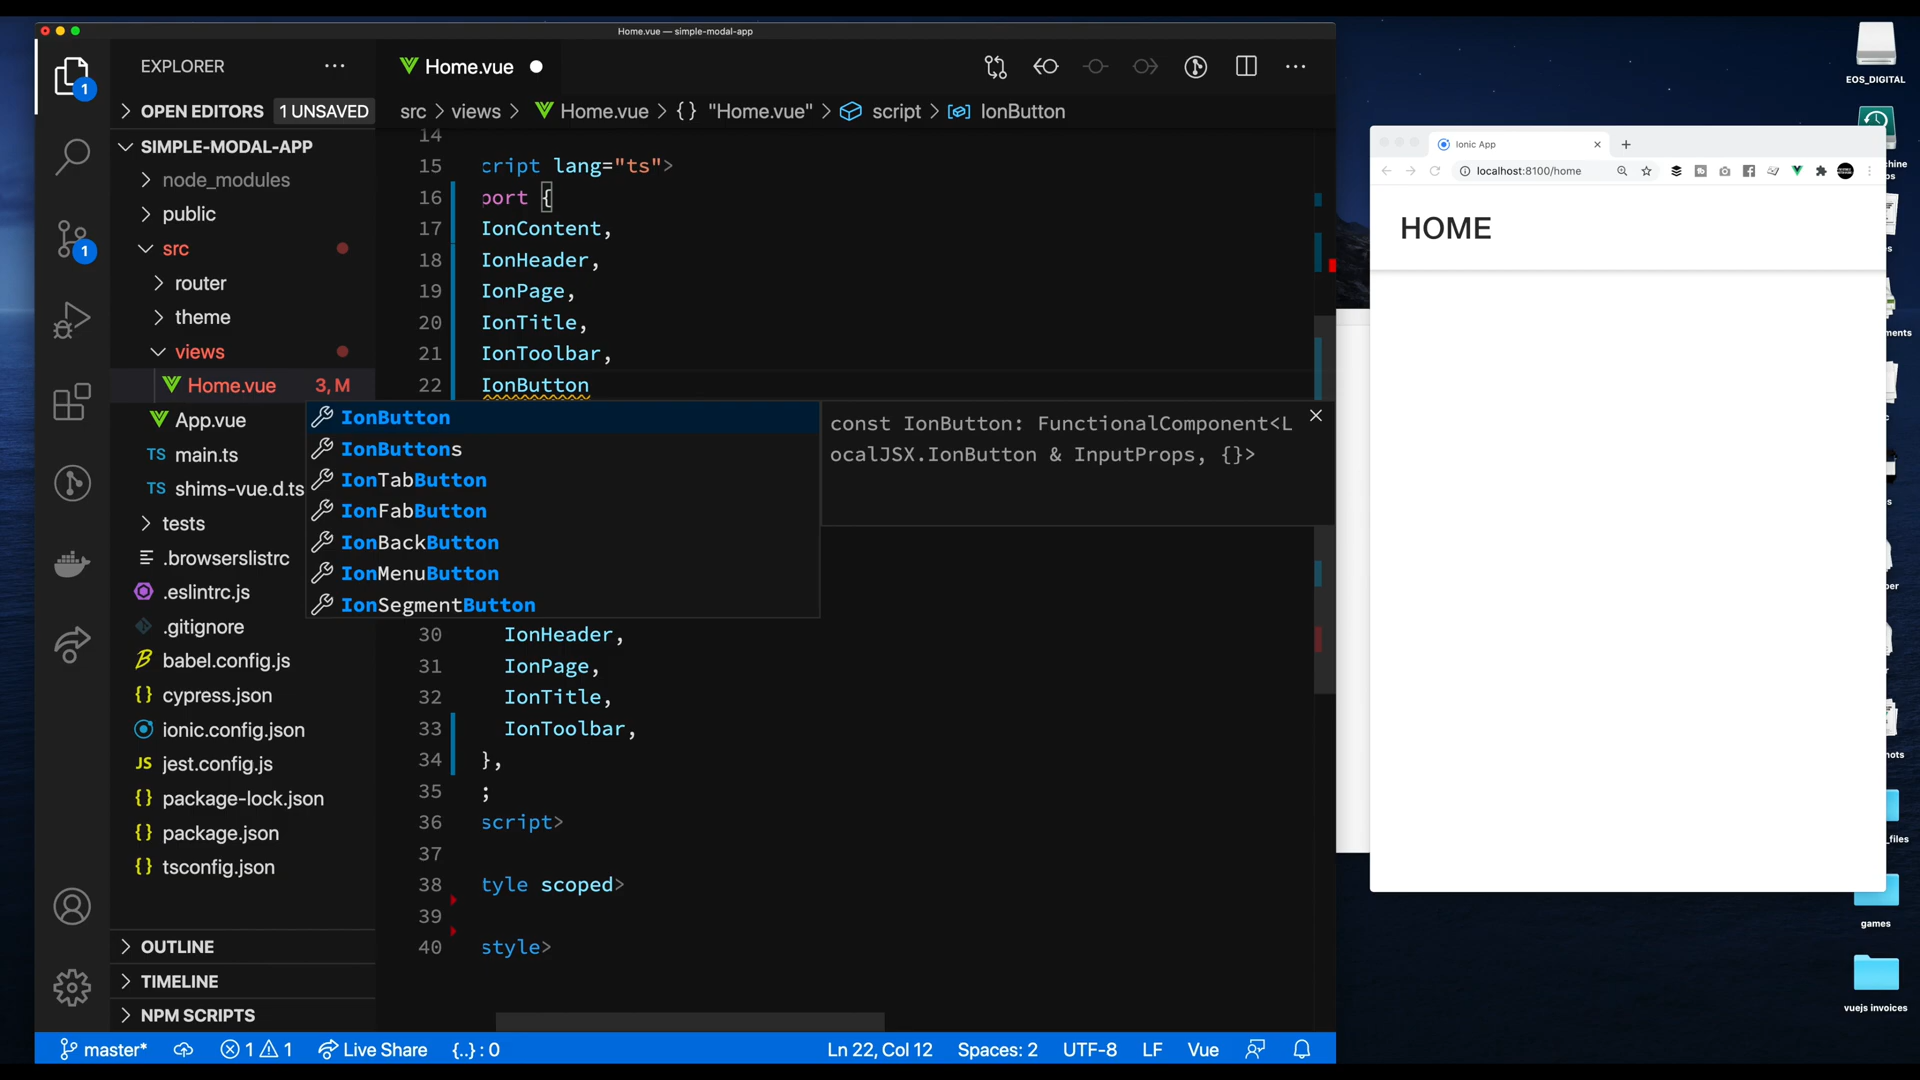 Home.vue — simple-modal-app
EXPLORER
Home.vue
1
OPEN EDITORS
1 UNSAVED
src
views
Home.vue
{}
"Home.vue"
script
IonButton
SIMPLE-MODAL-APP
node_modules
public
src
router
theme
views
Home.vue
3, M
App.vue
TS main.ts
TS shims-vue.d.ts
tests
.browserslistrc
.eslintrc.js
.gitignore
babel.config.js
{} cypress.json
ionic.config.json
JS jest.config.js
{} package-lock.json
{} package.json
{} tsconfig.json
OUTLINE
TIMELINE
NPM SCRIPTS
1
14
15 cript lang="ts">
16 port {
17 IonContent,
18 IonHeader,
19 IonPage,
20 IonTitle,
21 IonToolbar,
22 IonButton
IonButton
IonButtons
IonTabButton
IonFabButton
IonBackButton
IonMenuButton
IonSegmentButton
const IonButton: FunctionalComponent<L
ocalJSX.IonButton & InputProps, {}>
30 IonHeader,
31 IonPage,
32 IonTitle,
33 IonToolbar,
34 },
35 ;
36 script>
37
38 tyle scoped>
39
40 style>
master*
1
1
Live Share
{..} : 0
Ln 22, Col 12
Spaces: 2
UTF-8
LF
Vue
Ionic App
localhost:8100/home
HOME
EOS_DIGITAL
games
vuejs invoices